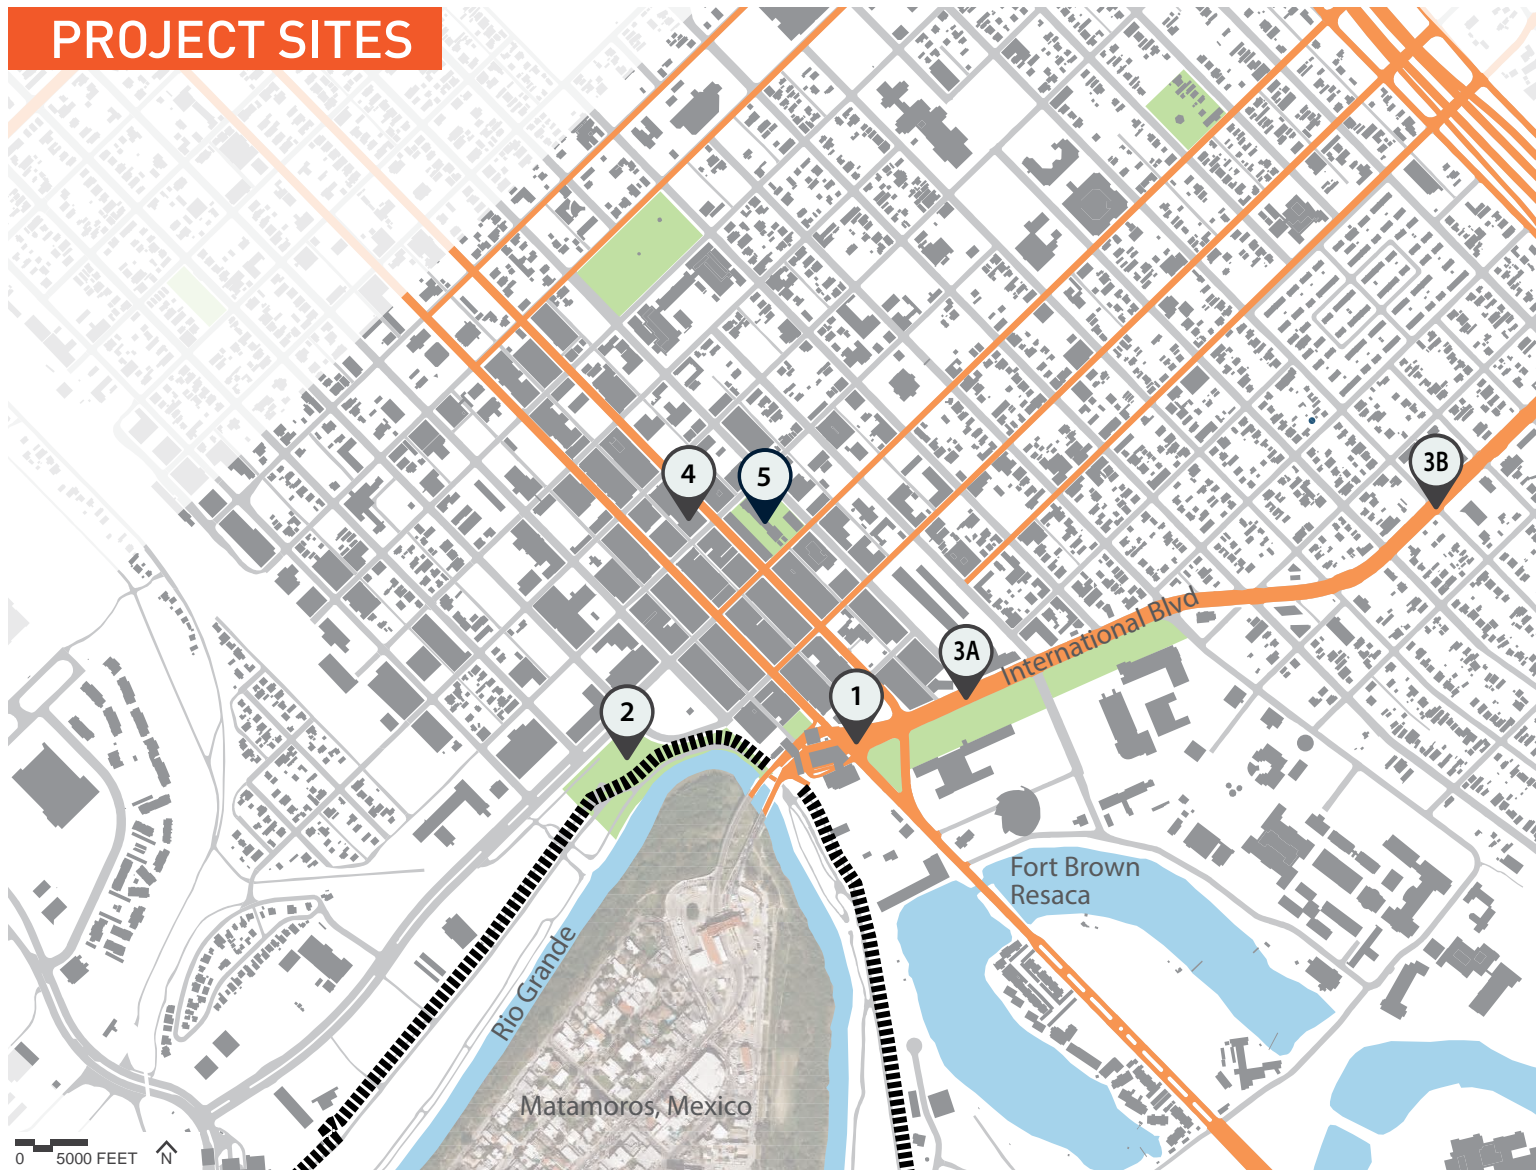 PROJECT SITES
4
5
3B
International Blvd
3A
1
2
Fort Brown
Resaca
Rio Grande
Matamoros, Mexico
0 5000 FEET N